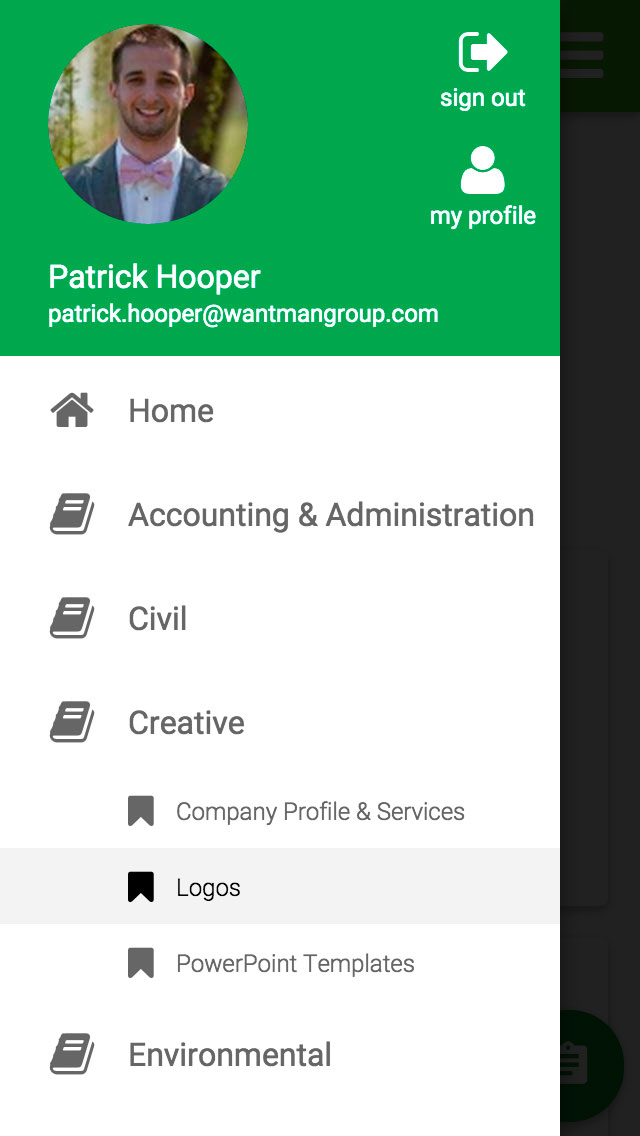 sign out
my profile
Patrick Hooper
patrick.hooper@wantmangroup.com
Home
Accounting & Administration
Civil
Creative
Company Profile & Services
Logos
PowerPoint Templates
Environmental